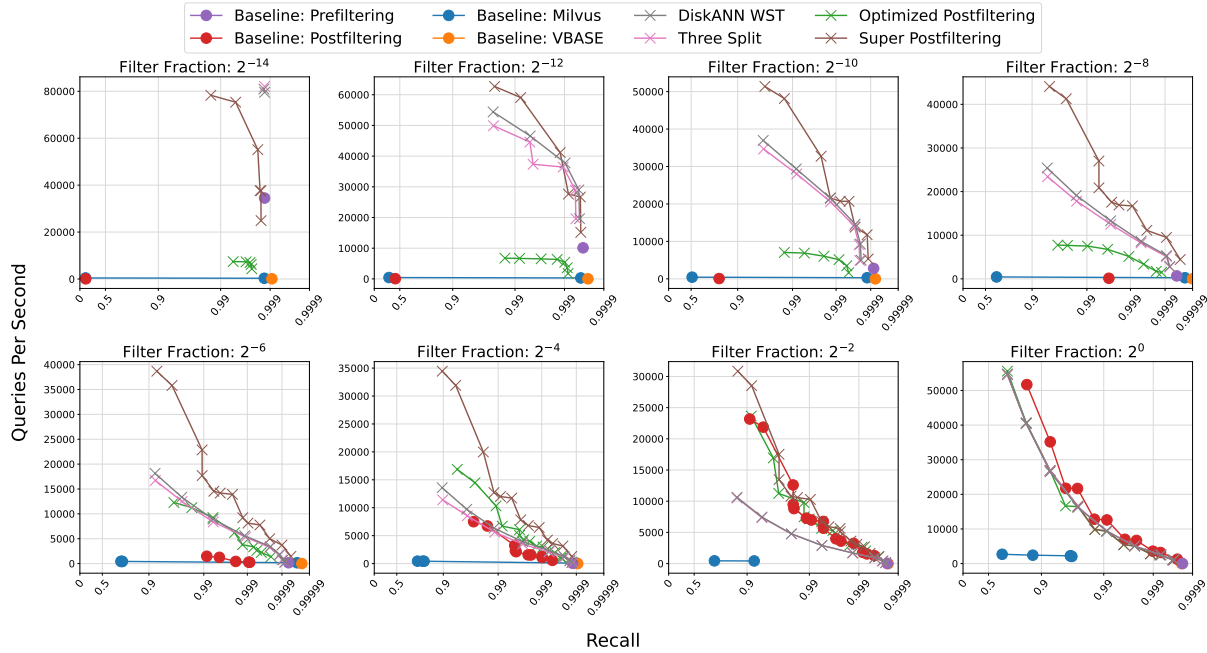 Baseline: Prefiltering Baseline: Milvus DiskANN WST Optimized Postfiltering
Baseline: Postfiltering Baseline: VBASE Three Split Super Postfiltering
Filter Fraction: 2⁻¹⁴ Filter Fraction: 2⁻¹² Filter Fraction: 2⁻¹⁰ Filter Fraction: 2⁻⁸
80000 60000 50000 40000
60000 50000 40000 30000
40000 40000 30000 20000
20000 30000 20000 10000
0 20000 10000 0
10000 0
0
0 0.5 0.9 0.99 0.999 0.9999 0 0.5 0.9 0.99 0.999 0.9999 0 0.5 0.9 0.99 0.999 0.9999 0 0.5 0.9 0.99 0.999 0.9999 0.99999
Queries Per Second
Filter Fraction: 2⁻⁶ Filter Fraction: 2⁻⁴ Filter Fraction: 2⁻² Filter Fraction: 2⁰
40000 35000 30000 50000
35000 30000 25000 40000
30000 25000 20000 30000
25000 20000 15000 20000
20000 15000 10000 10000
15000 10000 5000 0
10000 5000 0
5000 0
0
0 0.5 0.9 0.99 0.999 0.9999 0.99999 0 0.5 0.9 0.99 0.999 0.9999 0 0.5 0.9 0.99 0.999 0.9999 0 0.9 0.99 0.999 0.9999
Recall